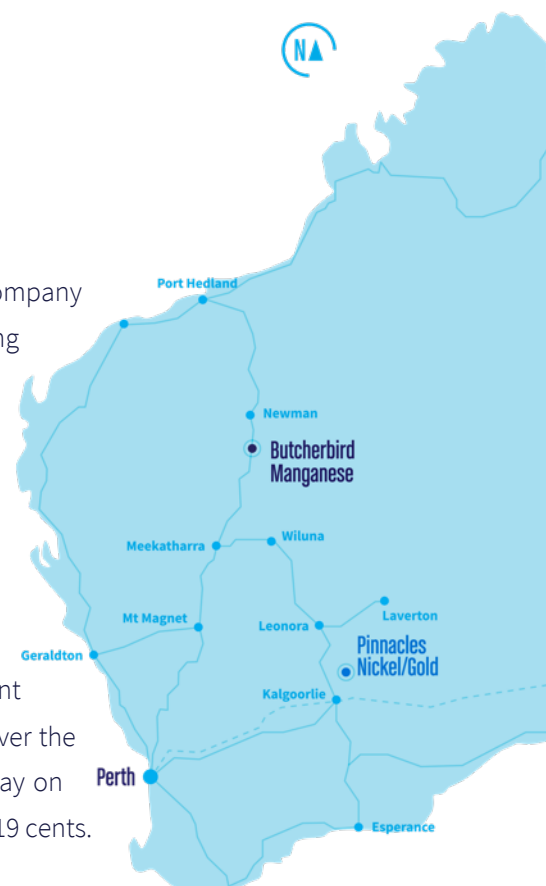 N
ompany
Port Hedland
ng
Newman
Butcherbird
Manganese
Wiluna
Meekatharra
Mt Magnet
Laverton
Leonora
Pinnacles
Nickel/Gold
Geraldton
nt
Kalgoorlie
ver the
Perth
ay on
19 cents.
Esperance